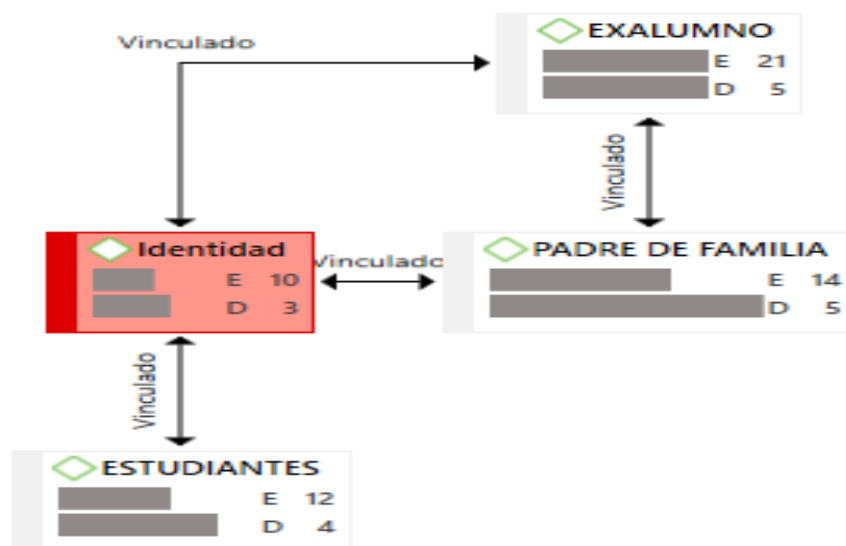 Vinculado
EXALUMNO
E 21
D 5
Vinculado
Identidad
E 10
D 3
Vinculado
PADRE DE FAMILIA
E 14
D 5
Vinculado
ESTUDIANTES
E 12
D 4